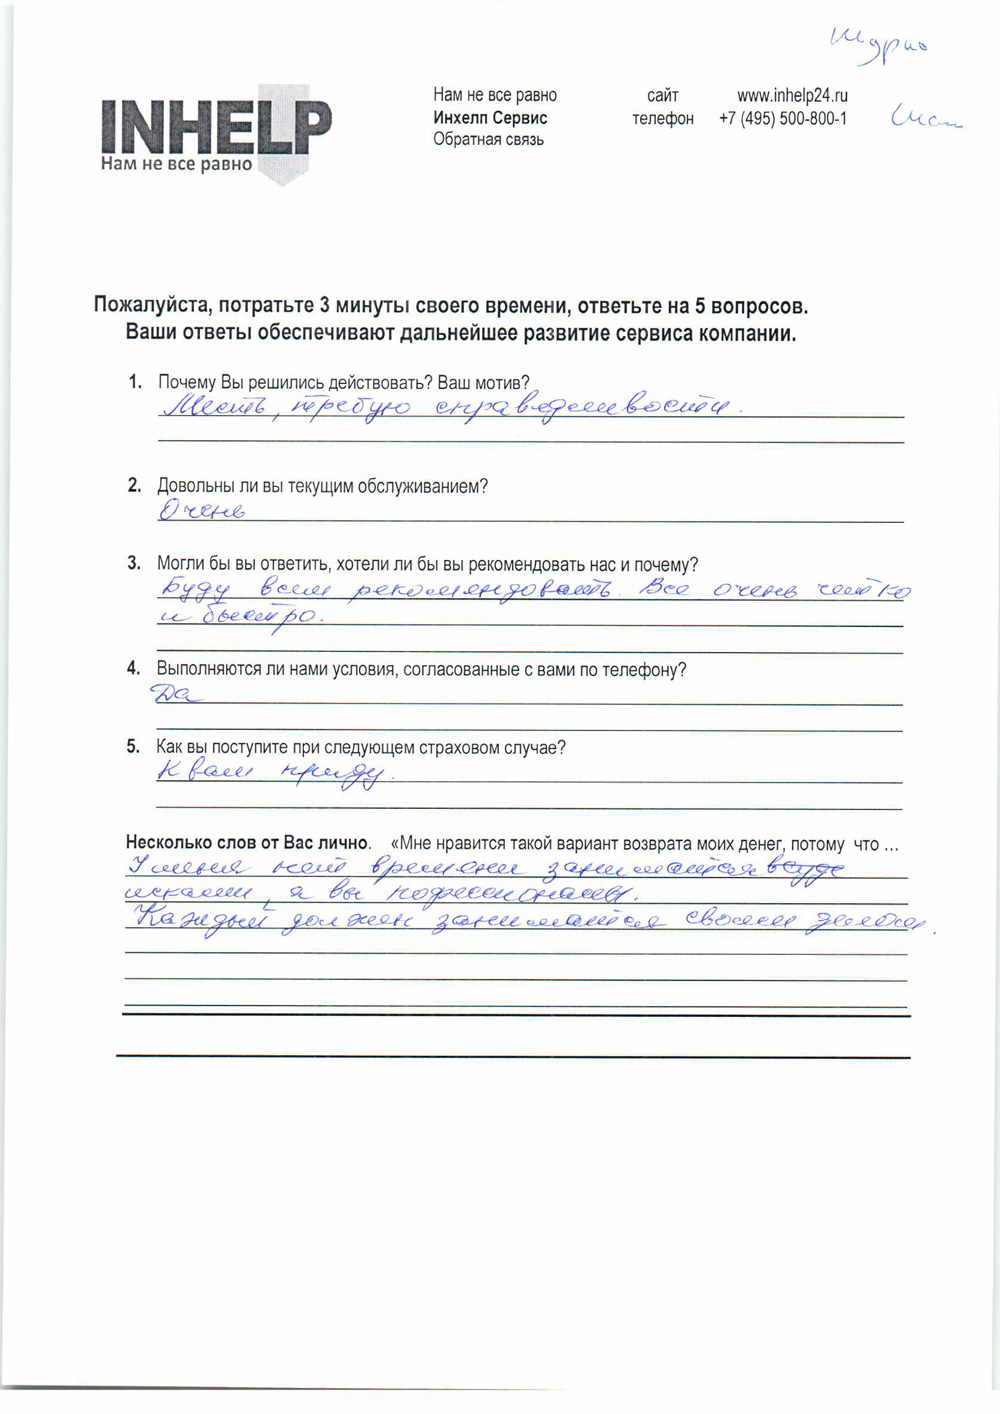 INHELP
Нам не все равно
Нам не все равно сайт www.inhelp24.ru
Инхелп Сервис телефон +7 (495) 500-800-1
Обратная связь
Пожалуйста, потратьте 3 минуты своего времени, ответьте на 5 вопросов.
Ваши ответы обеспечивают дальнейшее развитие сервиса компании.
1. Почему Вы решились действовать? Ваш мотив?
Месть, требую справедливости.
2. Довольны ли вы текущим обслуживанием?
Очень
3. Могли бы вы ответить, хотели ли бы вы рекомендовать нас и почему?
Буду всем рекомендовать. Все очень четко
и быстро.
4. Выполняются ли нами условия, согласованные с вами по телефону?
Да
5. Как вы поступите при следующем страховом случае?
К вам приду.
Несколько слов от Вас лично. «Мне нравится такой вариант возврата моих денег, потому что ...
У меня нет времени заниматся
исками, а вы пофессионалы.
Каждый должен заниматся своим делом.